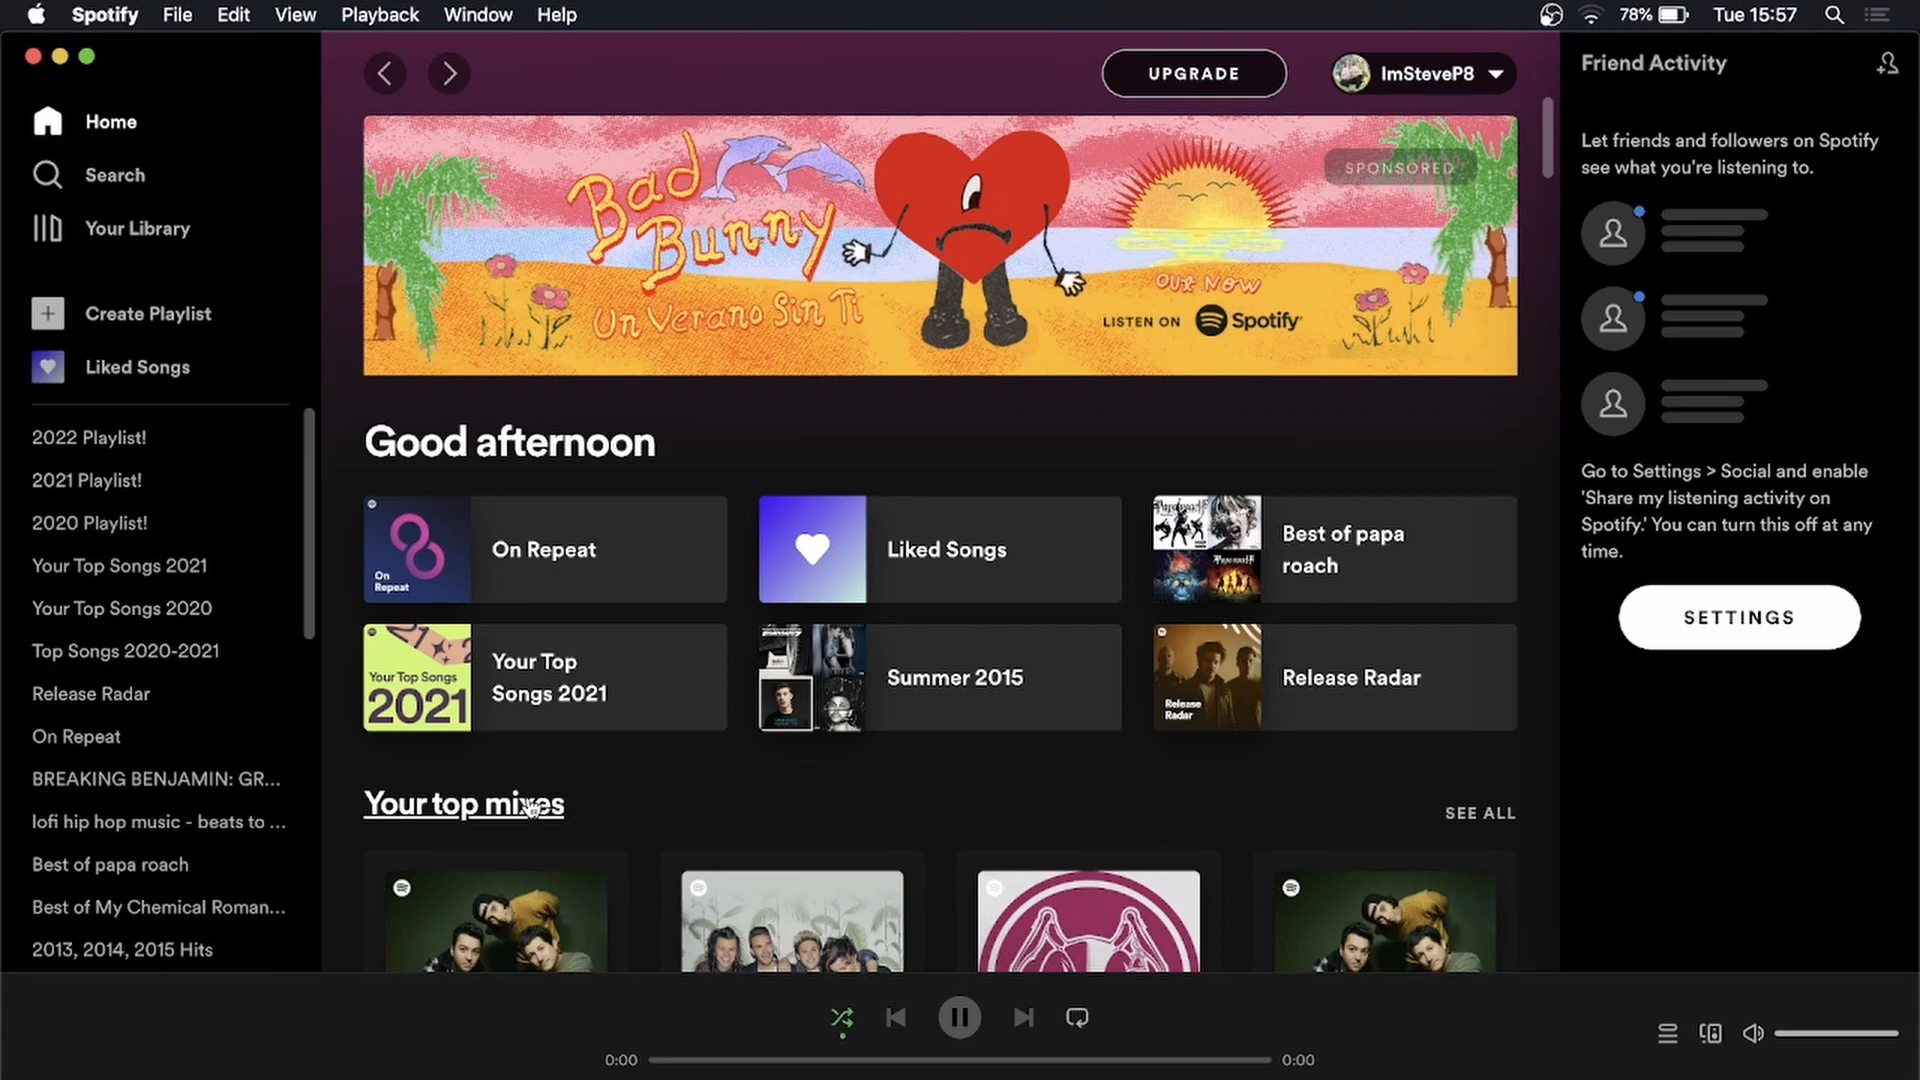 Spotify File Edit View Playback Window Help
78% Tue 15:57
Home
Search
Your Library
Create Playlist
Liked Songs
2022 Playlist!
2021 Playlist!
2020 Playlist!
Your Top Songs 2021
Your Top Songs 2020
Top Songs 2020-2021
Release Radar
On Repeat
BREAKING BENJAMIN: GR...
lofi hip hop music - beats to ...
Best of papa roach
Best of My Chemical Roman...
2013, 2014, 2015 Hits
UPGRADE
ImSteveP8
SPONSORED
Bad
Bunny
Un Verano Sin Ti
OUT NOW
LISTEN ON Spotify
Good afternoon
On
Repeat
On Repeat
Liked Songs
Best of papa
roach
Your Top Songs
2021
Your Top
Songs 2021
Summer 2015
Release
Radar
Release Radar
Your top mixes
SEE ALL
Friend Activity
Let friends and followers on Spotify
see what you're listening to.
Go to Settings > Social and enable
'Share my listening activity on
Spotify.' You can turn this off at any
time.
SETTINGS
0:00
0:00